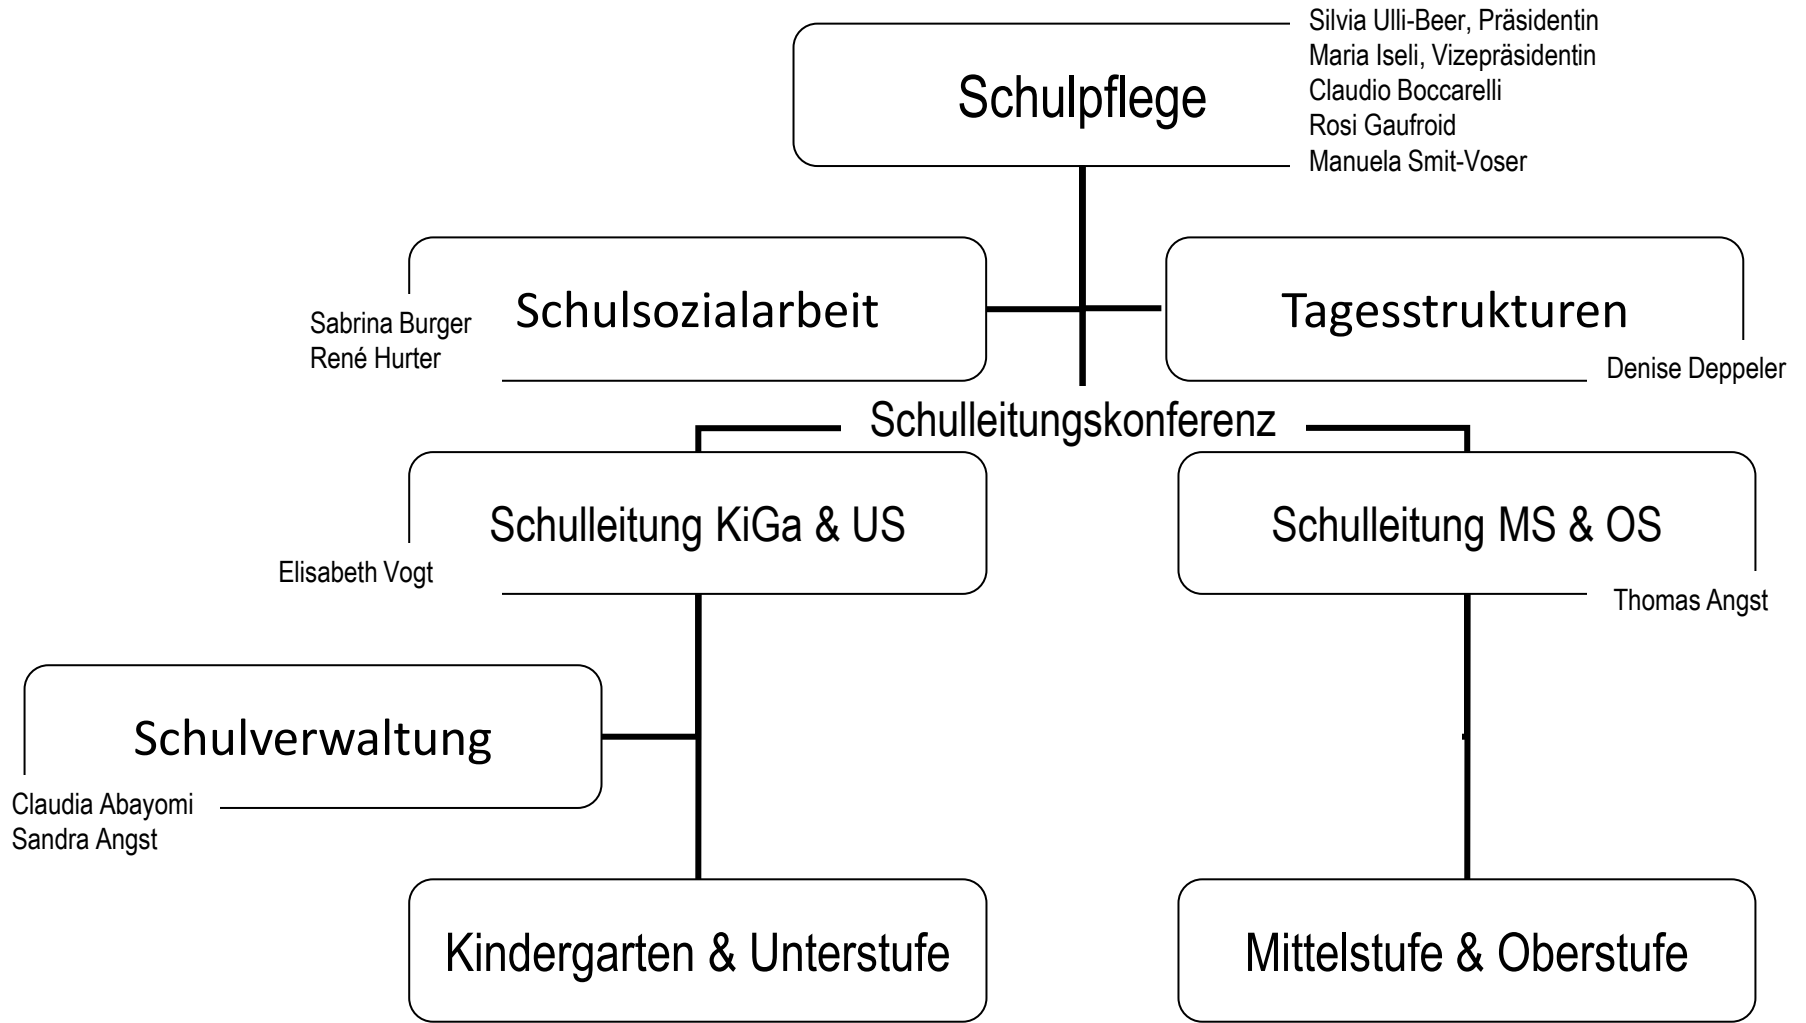 Schulpflege
Silvia Ulli-Beer, Präsidentin
Maria Iseli, Vizepräsidentin
Claudio Boccarelli
Rosi Gaufroid
Manuela Smit-Voser
Schulsozialarbeit
Sabrina Burger
René Hurter
Tagesstrukturen
Denise Deppeler
Schulleitungskonferenz
Schulleitung KiGa & US
Elisabeth Vogt
Schulleitung MS & OS
Thomas Angst
Schulverwaltung
Claudia Abayomi
Sandra Angst
Kindergarten & Unterstufe
Mittelstufe & Oberstufe